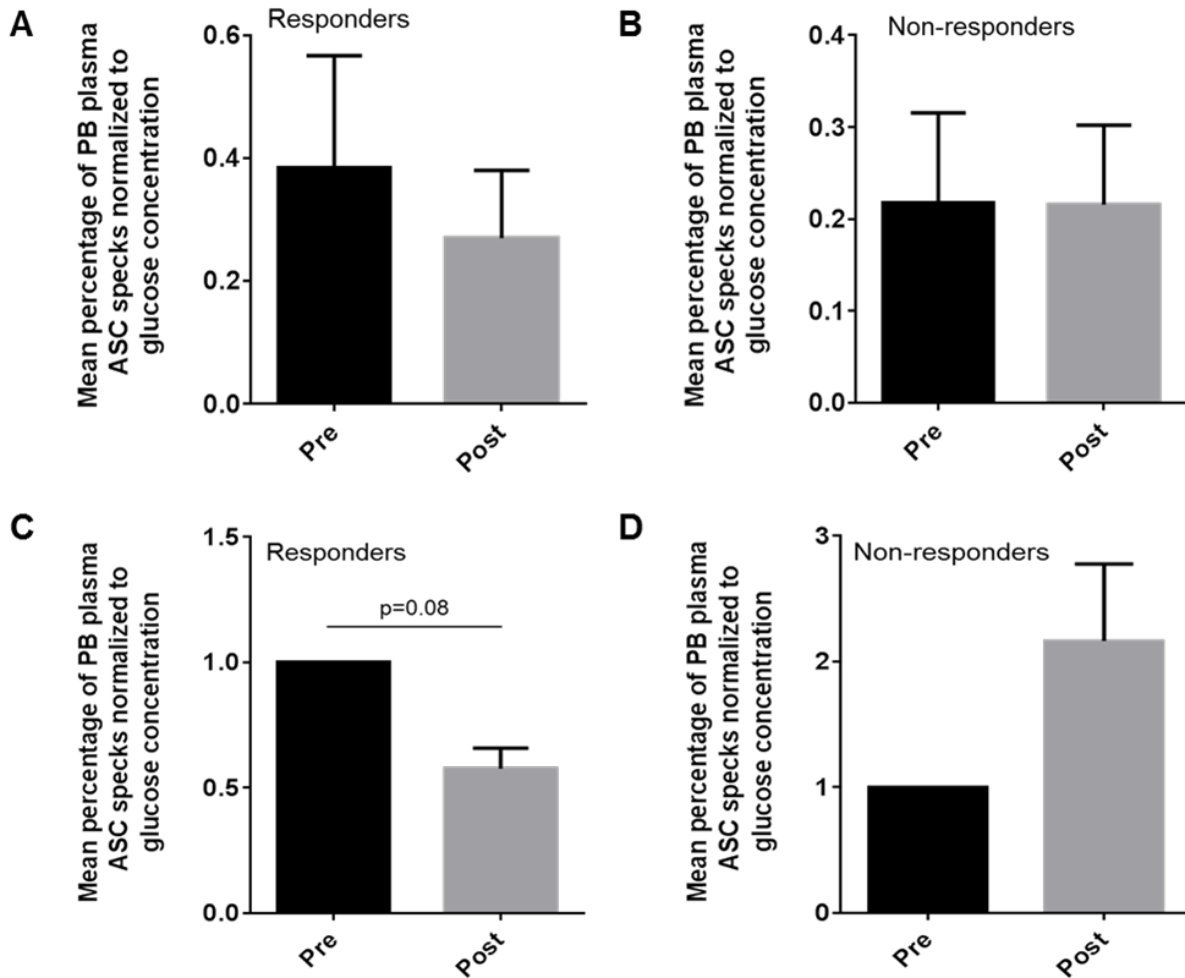 A
Responders
Mean percentage of PB plasma
ASC specks normalized to
glucose concentration
0.6
0.4
0.2
0.0
Pre
Post
B
Non-responders
Mean percentage of PB plasma
ASC specks normalized to
glucose concentration
0.4
0.3
0.2
0.1
0.0
Pre
Post
C
Responders
Mean percentage of PB plasma
ASC specks normalized to
glucose concentration
1.5
1.0
0.5
0.0
p=0.08
Pre
Post
D
Non-responders
Mean percentage of PB plasma
ASC specks normalized to
glucose concentration
3
2
1
0
Pre
Post